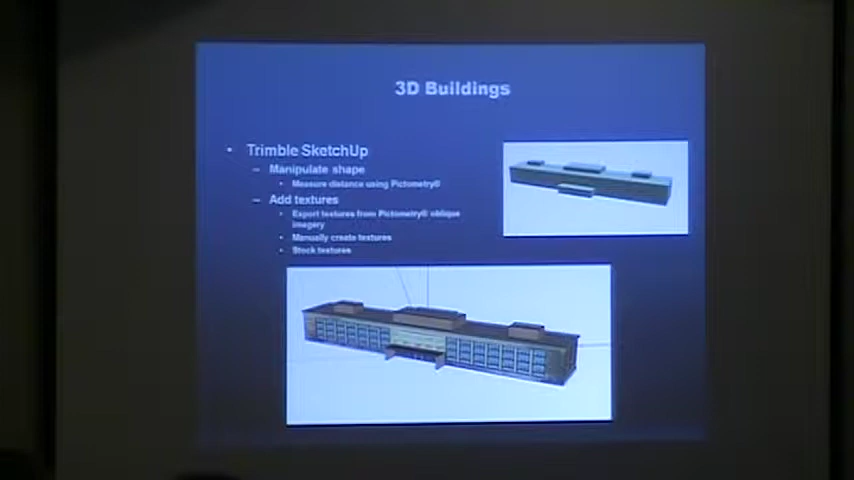 3D Buildings
• Trimble SketchUp
– Manipulate shape
• Measure distance using Pictometry®
– Add textures
• Export textures from Pictometry® oblique
imagery
• Manually create textures
• Stock textures